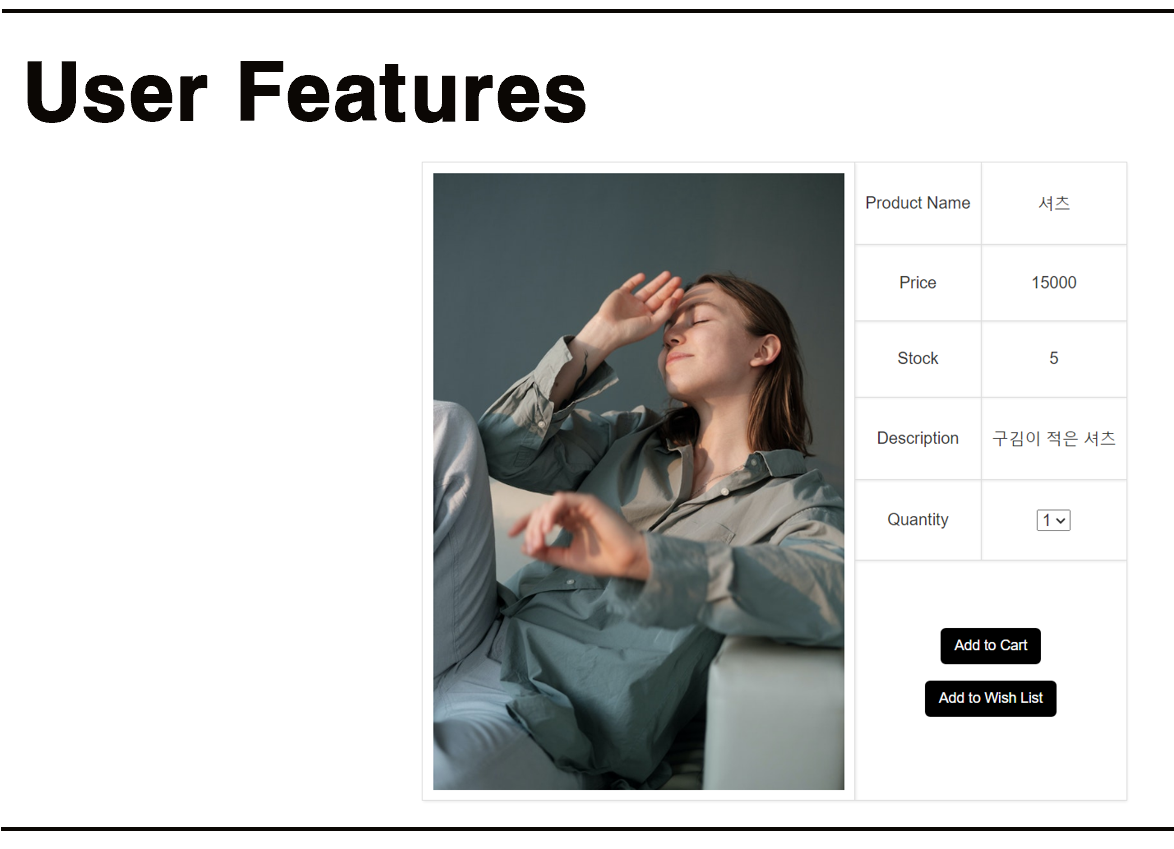 User Features
Product Name 셔츠
Price 15000
Stock 5
Description 구김이 적은 셔츠
Quantity 1
Add to Cart
Add to Wish List